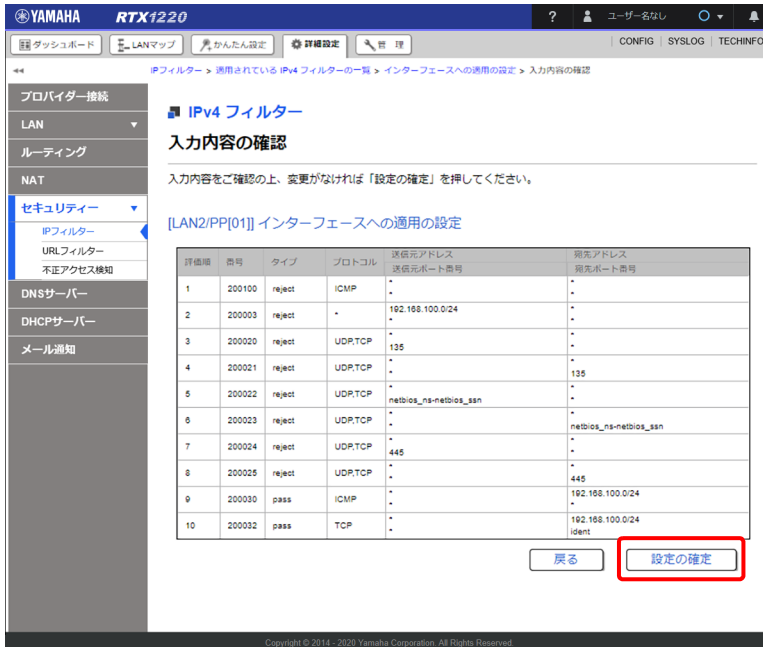 YAMAHA RTX1220 ? ユーザー名なし
ダッシュボード LANマップ かんたん設定 詳細設定 管 理 CONFIG SYSLOG TECHINFO
IPフィルター > 適用されている IPv4 フィルターの一覧 > インターフェースへの適用の設定 > 入力内容の確認
プロバイダー接続
LAN
ルーティング
NAT
セキュリティー
IPフィルター
URLフィルター
不正アクセス検知
DNSサーバー
DHCPサーバー
メール通知
IPv4 フィルター
入力内容の確認
入力内容をご確認の上、変更がなければ「設定の確定」を押してください。
[LAN2/PP[01]] インターフェースへの適用の設定
評価順 番号 タイプ プロトコル 送信元アドレス 宛先アドレス
送信元ポート番号 宛先ポート番号
1 200100 reject ICMP * *
* *
2 200003 reject * 192.168.100.0/24 *
* *
3 200020 reject UDP,TCP * *
135 *
4 200021 reject UDP,TCP * *
* 135
5 200022 reject UDP,TCP * *
netbios_ns-netbios_ssn *
6 200023 reject UDP,TCP * *
* netbios_ns-netbios_ssn
7 200024 reject UDP,TCP * *
445 *
8 200025 reject UDP,TCP * *
* 445
9 200030 pass ICMP * 192.168.100.0/24
* *
10 200032 pass TCP * 192.168.100.0/24
* ident
戻る 設定の確定
Copyright © 2014 - 2020 Yamaha Corporation. All Rights Reserved.